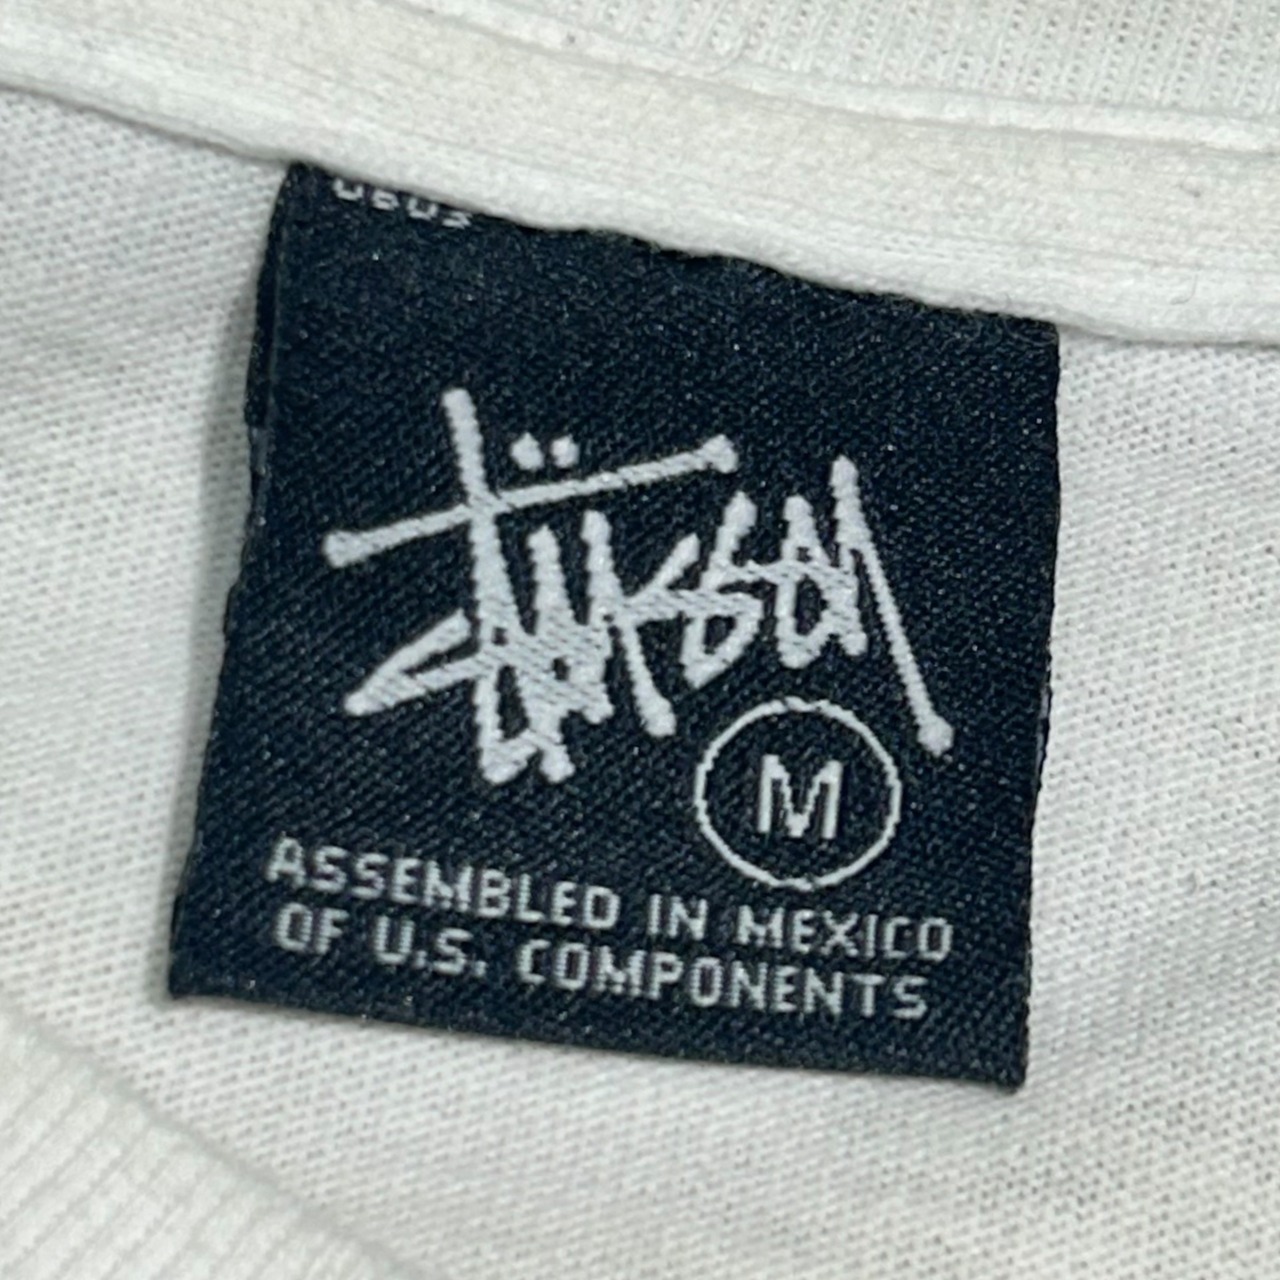 Stüssy
M
ASSEMBLED IN MEXICO
OF U.S. COMPONENTS